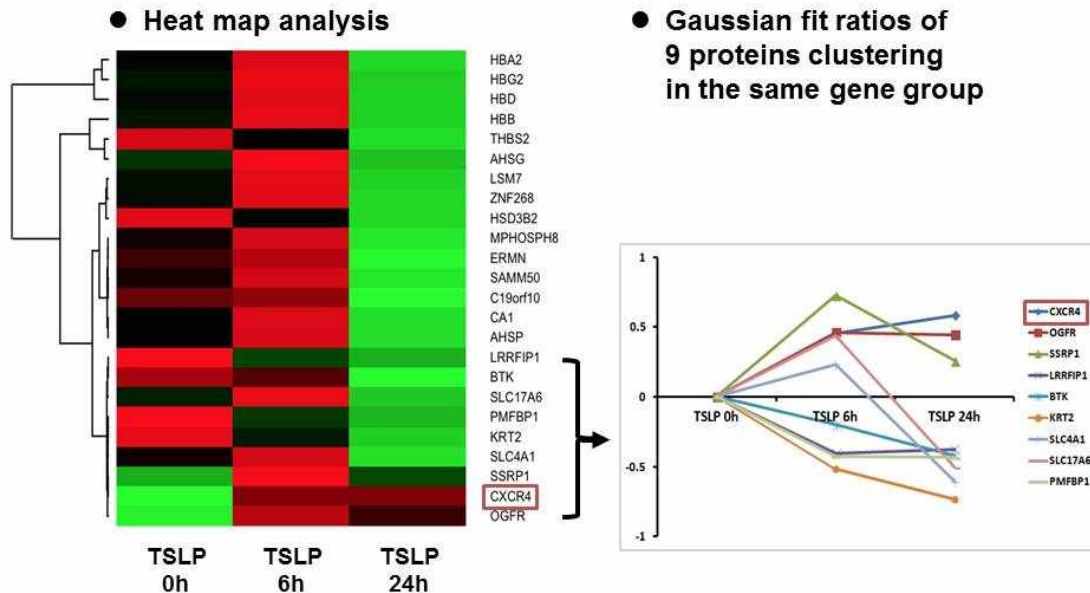 ● Heat map analysis
● Gaussian fit ratios of
9 proteins clustering
in the same gene group
HBA2
HBG2
HBD
HBB
THBS2
AHSG
LSM7
ZNF268
HSD3B2
MPHOSPH8
ERMN
SAMM50
C19orf10
CA1
AHSP
LRRFIP1
BTK
SLC17A6
PMFBP1
KRT2
SLC4A1
SSRP1
CXCR4
OGFR
TSLP
0h
TSLP
6h
TSLP
24h
1
0.5
0
-0.5
-1
TSLP 0h
TSLP 6h
TSLP 24h
CXCR4
OGFR
SSRP1
LRRFIP1
BTK
KRT2
SLC4A1
SLC17A6
PMFBP1